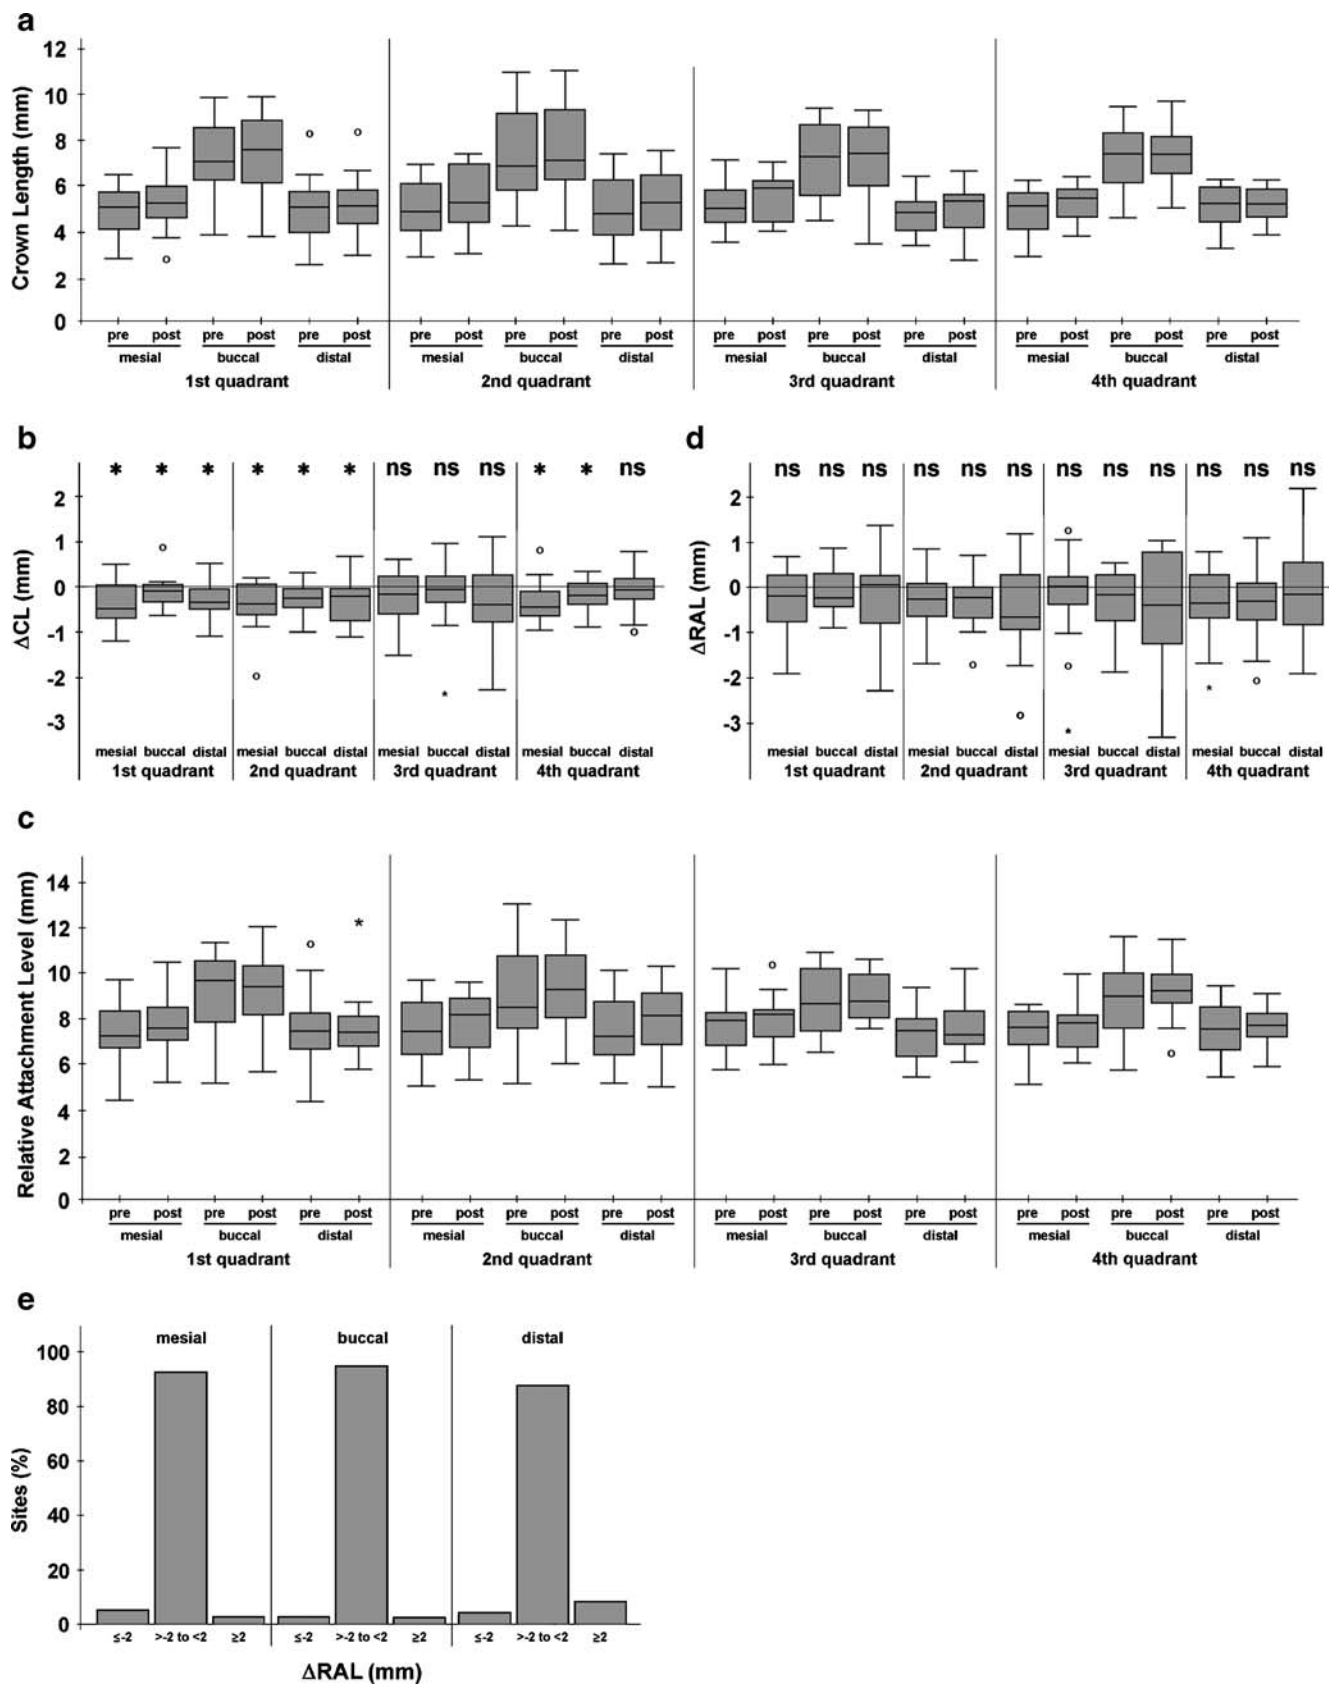 a
Crown Length (mm)
12
10
8
6
4
2
0
pre post pre post pre post pre post pre post pre post pre post pre post pre post pre post pre post pre post
mesial buccal distal mesial buccal distal mesial buccal distal mesial buccal distal
1st quadrant 2nd quadrant 3rd quadrant 4th quadrant
b
ΔCL (mm)
* * * * * * ns ns ns * * ns
2
1
0
-1
-2
-3
mesial buccal distal mesial buccal distal mesial buccal distal mesial buccal distal
1st quadrant 2nd quadrant 3rd quadrant 4th quadrant
d
ΔRAL (mm)
ns ns ns ns ns ns ns ns ns ns ns ns
2
1
0
-1
-2
-3
mesial buccal distal mesial buccal distal mesial buccal distal mesial buccal distal
1st quadrant 2nd quadrant 3rd quadrant 4th quadrant
c
Relative Attachment Level (mm)
14
12
10
8
6
4
2
0
pre post pre post pre post pre post pre post pre post pre post pre post pre post pre post pre post pre post
mesial buccal distal mesial buccal distal mesial buccal distal mesial buccal distal
1st quadrant 2nd quadrant 3rd quadrant 4th quadrant
e
Sites (%)
mesial buccal distal
100
80
60
40
20
0
≤-2 >-2 to <2 ≥2 ≤-2 >-2 to <2 ≥2 ≤-2 >-2 to <2 ≥2
ΔRAL (mm)